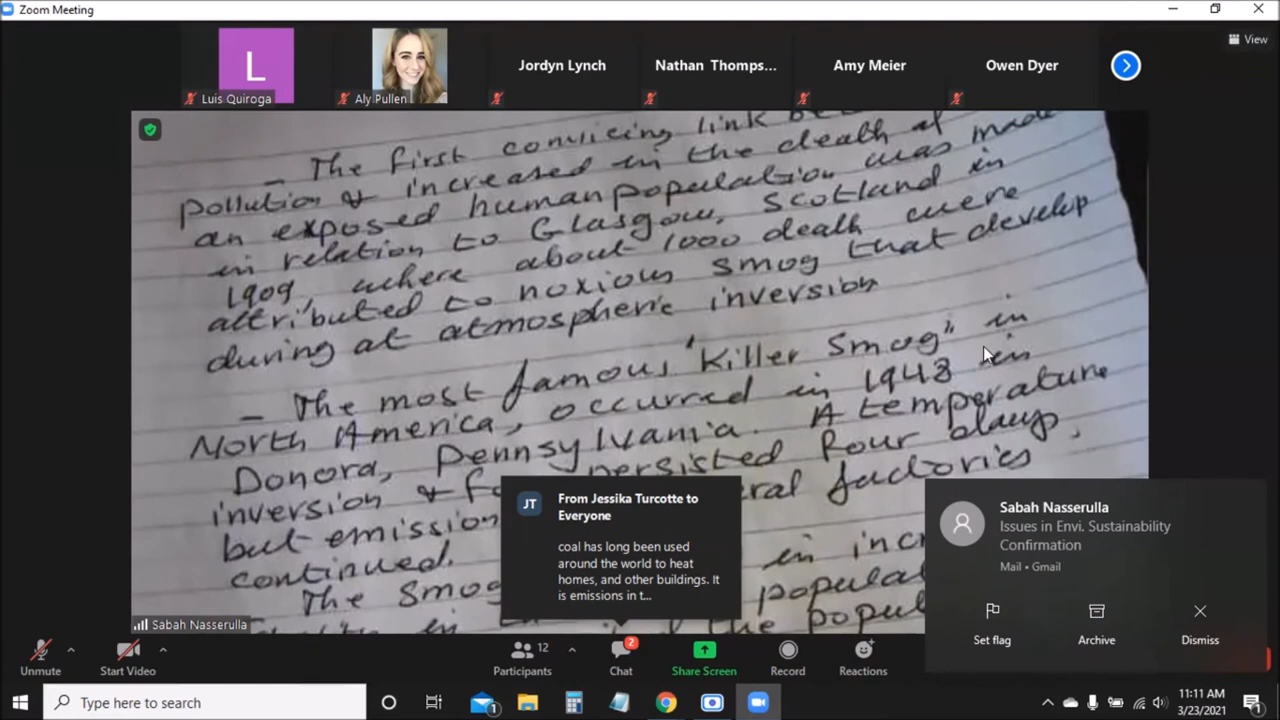 Zoom Meeting
View
L
Luis Quiroga
Aly Pullen
Jordyn Lynch
Nathan Thomps...
Amy Meier
Owen Dyer
- The first convicing link
pollution & increased in the death of
an exposed human population was made
in relation to Glasgow, Scotland in
1909, where about 1000 death were
attributed to noxious smog that develop
during at atmospheric inversion
- The most famous "Killer Smog" in
North America, occurred in 1948 in
Donora, Pennsylvania. A temperature
inversion & persisted four days,
but emission factories
continued.
The Smog in
in the popul
Sabah Nasserulla
JT
From Jessika Turcotte to
Everyone
coal has long been used
around the world to heat
homes, and other buildings. It
is emissions in t...
Sabah Nasserulla
Issues in Envi. Sustainability
Confirmation
Mail • Gmail
Set flag
Archive
Dismiss
Unmute
Start Video
Participants
12
Chat
2
Share Screen
Record
Reactions
Type here to search
1
11:11 AM
3/23/2021
1